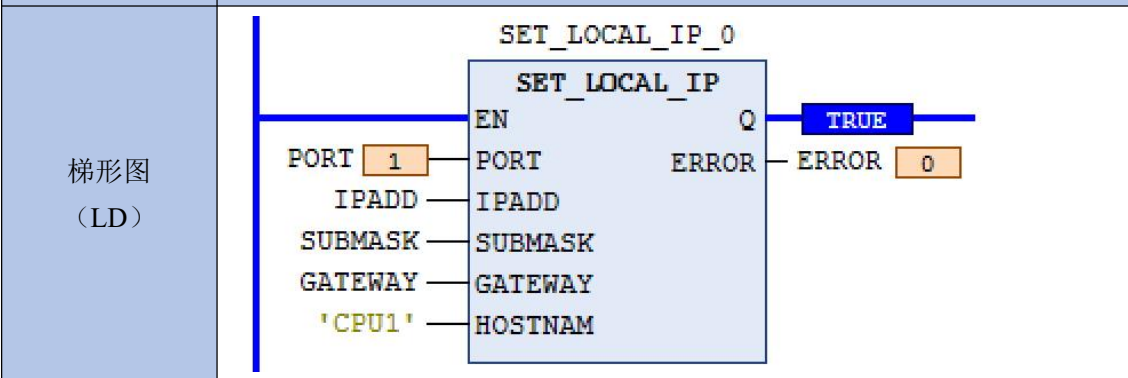 梯形图
（LD）
SET_LOCAL_IP_0
SET_LOCAL_IP
EN Q TRUE
PORT 1 PORT ERROR ERROR 0
IPADD IPADD
SUBMASK SUBMASK
GATEWAY GATEWAY
'CPU1' HOSTNAM